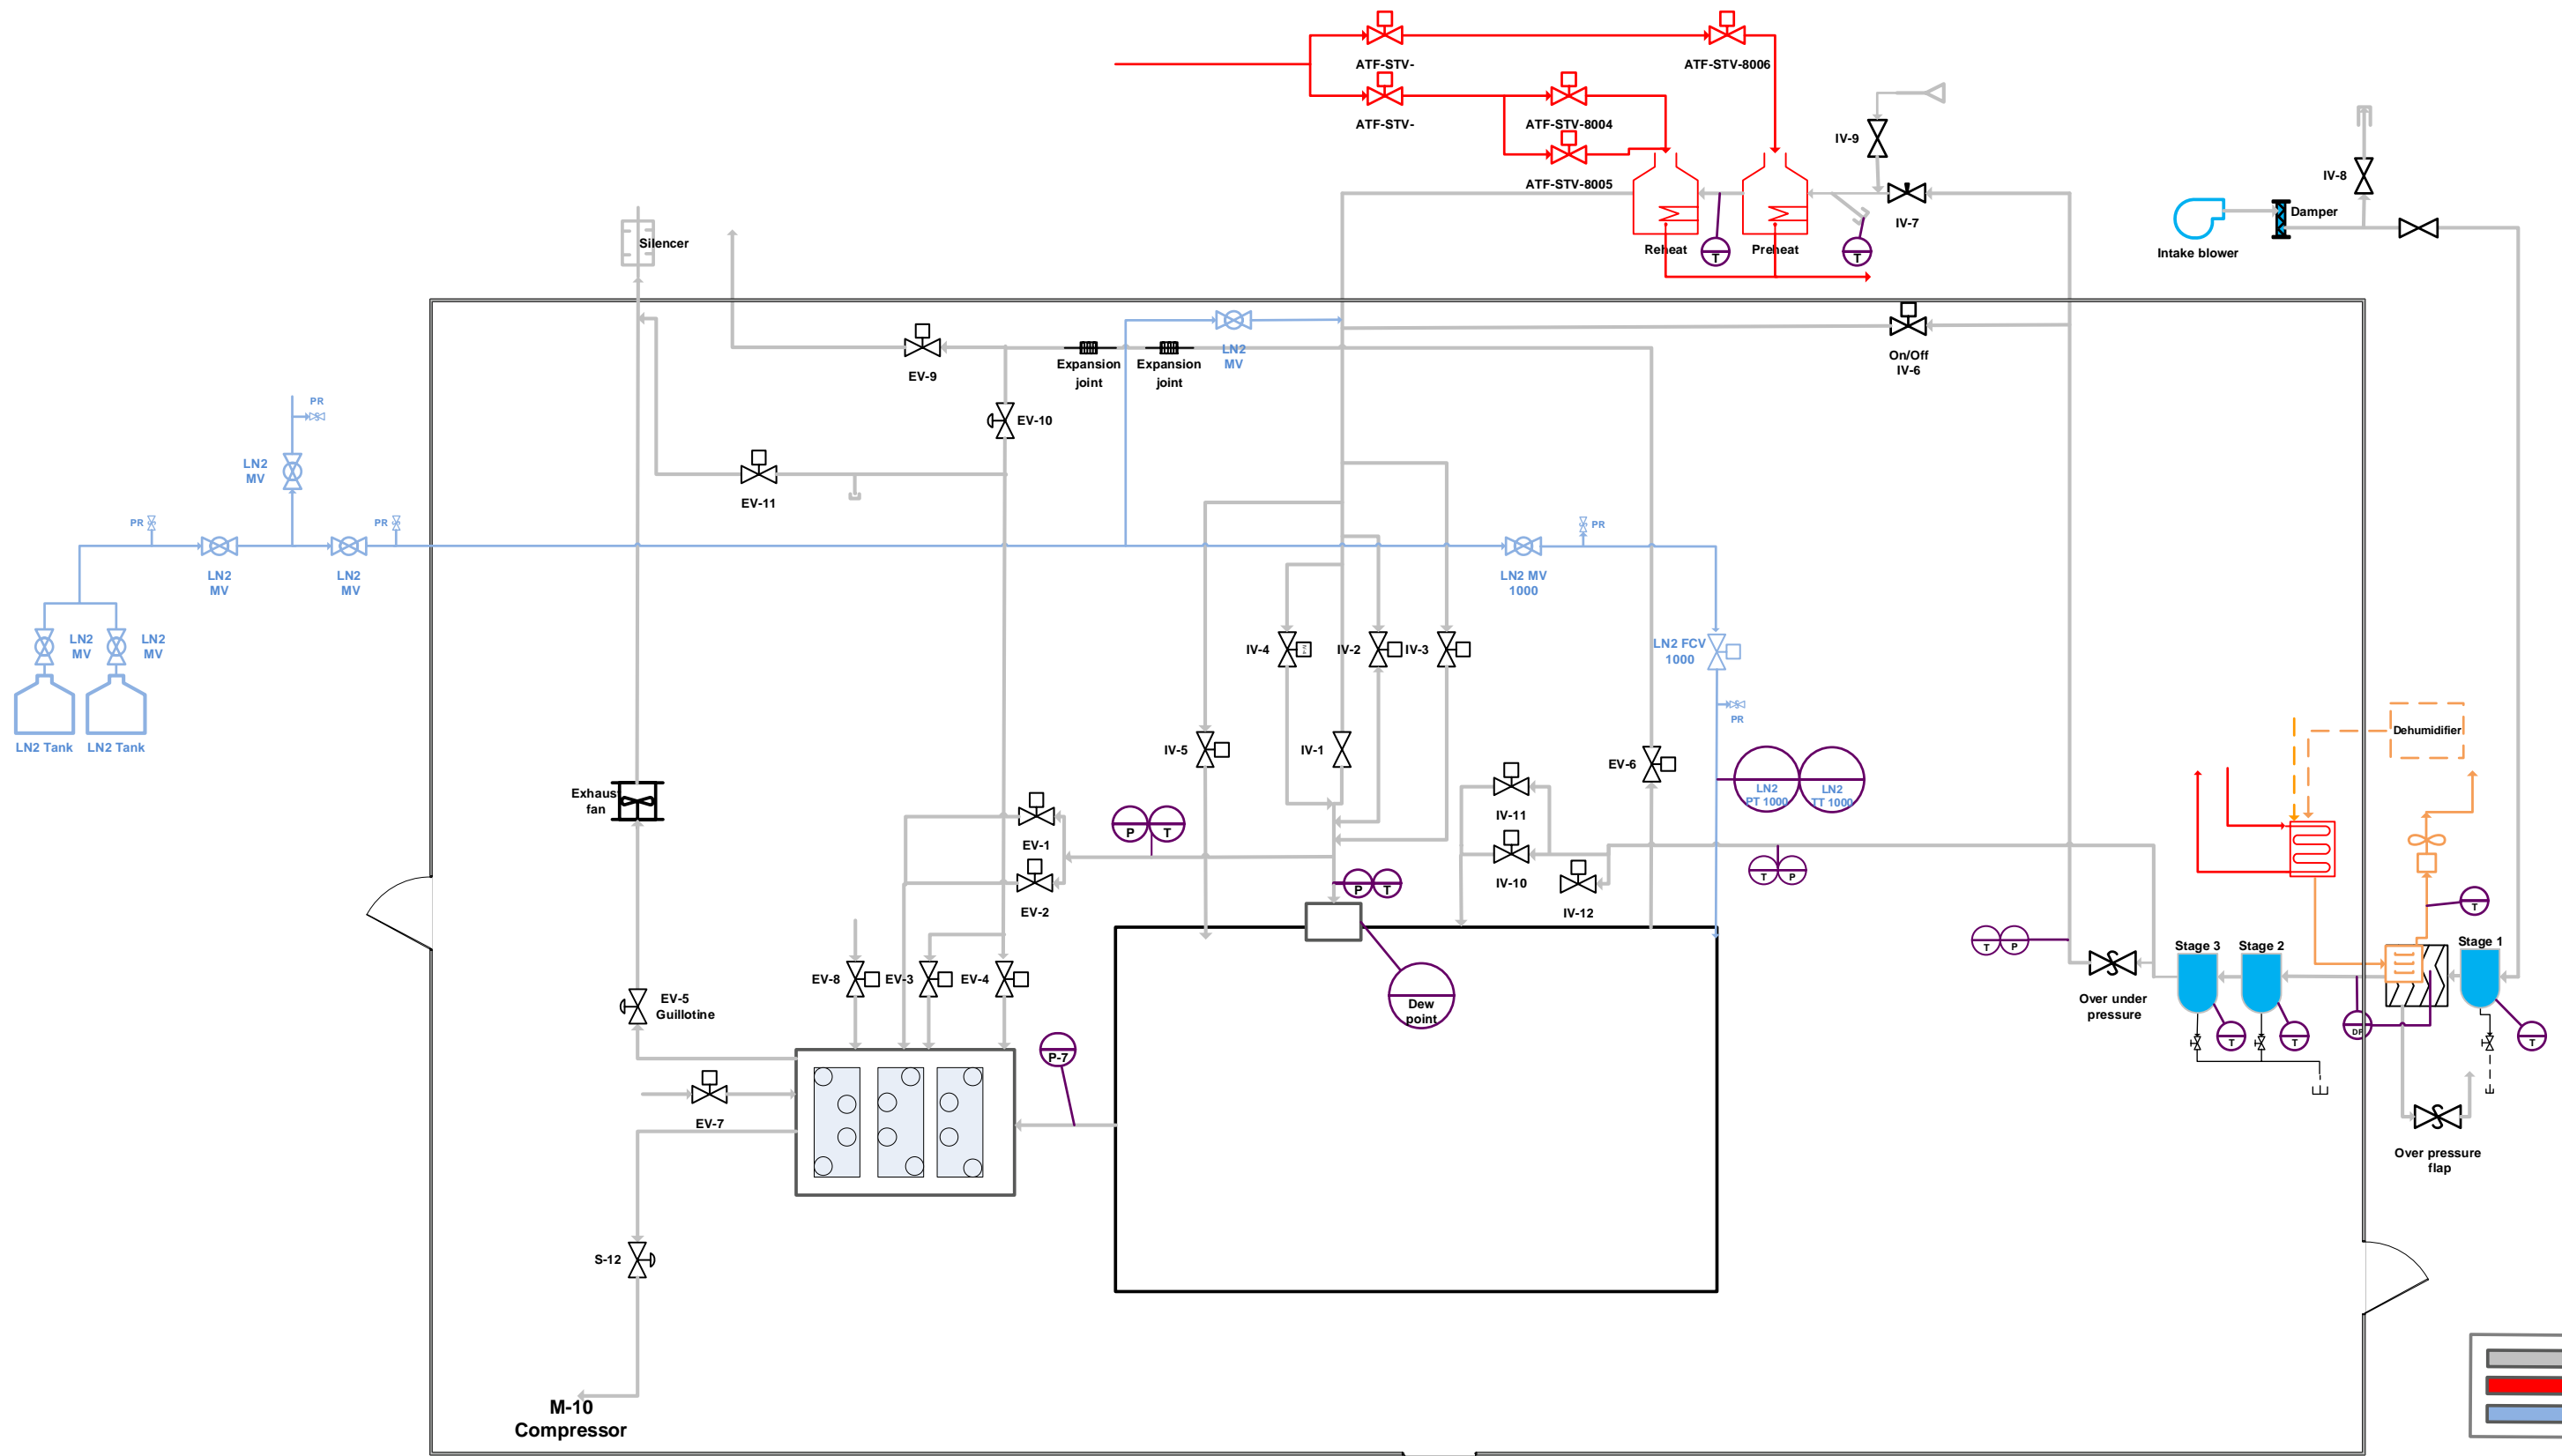 ATF-STV-
ATF-STV-8006
ATF-STV-
ATF-STV-8004
IV-9
IV-8
ATF-STV-8005
Damper
IV-7
Silencer
Reheat
T
Preheat
T
Intake blower
LN2
MV
On/Off
IV-6
Expansion
joint
Expansion
joint
EV-9
PR
EV-10
LN2
MV
EV-11
PR
PR
PR
LN2
MV
LN2
MV
LN2 MV
1000
LN2
MV
LN2
MV
IV-4
IV-2
IV-3
LN2 FCV
1000
PR
LN2 Tank
LN2 Tank
Dehumidifier
IV-5
IV-1
EV-6
LN2
PT 1000
LN2
TT 1000
Exhaus
fan
IV-11
P
T
EV-1
IV-10
T
P
P
T
EV-2
IV-12
T
T
P
Stage 3
Stage 2
Stage 1
EV-8
EV-3
EV-4
Over under
pressure
EV-5
Guillotine
Dew
point
DP
T
T
T
P-7
EV-7
Over pressure
flap
S-12
M-10
Compressor